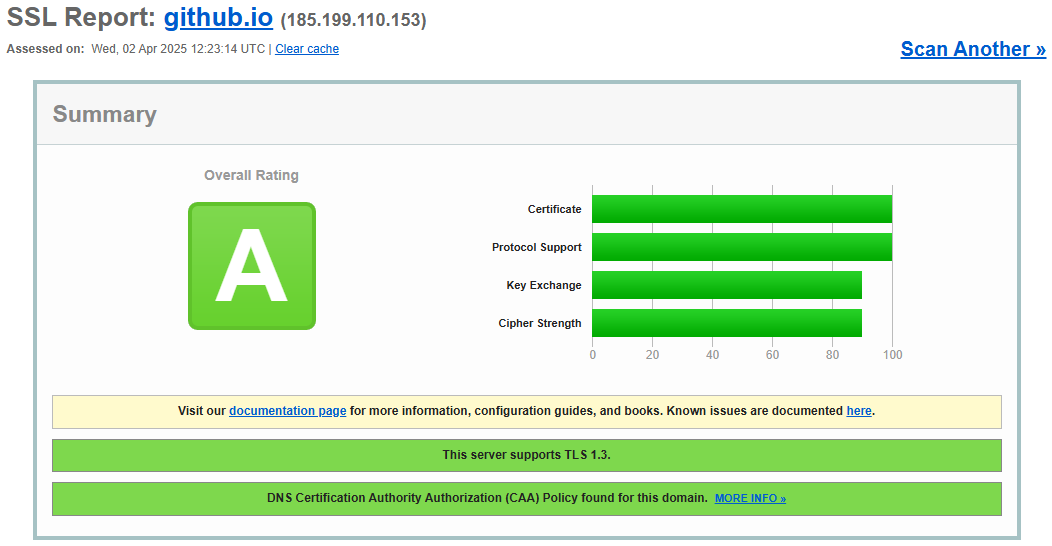 SSL Report: github.io (185.199.110.153)
Assessed on: Wed, 02 Apr 2025 12:23:14 UTC | Clear cache
Scan Another »
Summary
Overall Rating
A
Certificate
Protocol Support
Key Exchange
Cipher Strength
0 20 40 60 80 100
Visit our documentation page for more information, configuration guides, and books. Known issues are documented here.
This server supports TLS 1.3.
DNS Certification Authority Authorization (CAA) Policy found for this domain. MORE INFO »